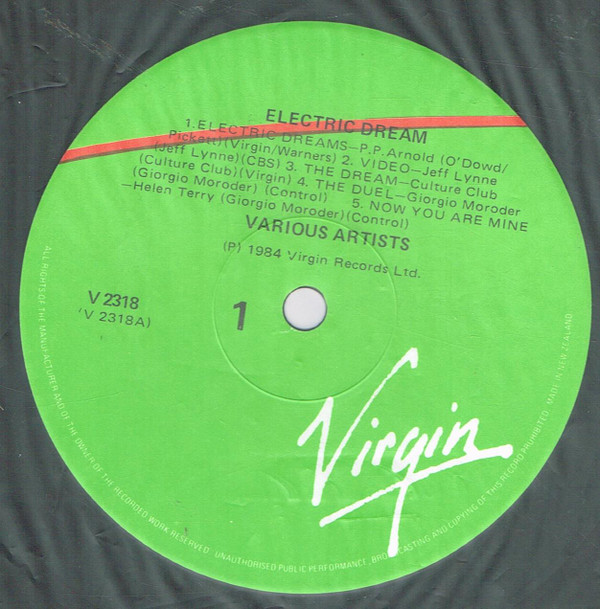 ELECTRIC DREAM
1. ELECTRIC DREAMS—P.P. Arnold (O'Dowd/
Pickett)(Virgin/Warners) 2. VIDEO—Jeff Lynne
(Jeff Lynne)(CBS) 3. THE DREAM—Culture Club
(Culture Club)(Virgin) 4. THE DUEL—Giorgio Moroder
(Giorgio Moroder) (Control) 5. NOW YOU ARE MINE
—Helen Terry (Giorgio Moroder)(Control)
VARIOUS ARTISTS
(P) 1984 Virgin Records Ltd.
V 2318
(V 2318A)
1
Virgin
ALL RIGHTS OF THE MANUFACTURER AND OF THE OWNER OF THE RECORDED WORK RESERVED. UNAUTHORISED PUBLIC PERFORMANCE, BROADCASTING AND COPYING OF THIS RECORD PROHIBITED. MADE IN NEW ZEALAND